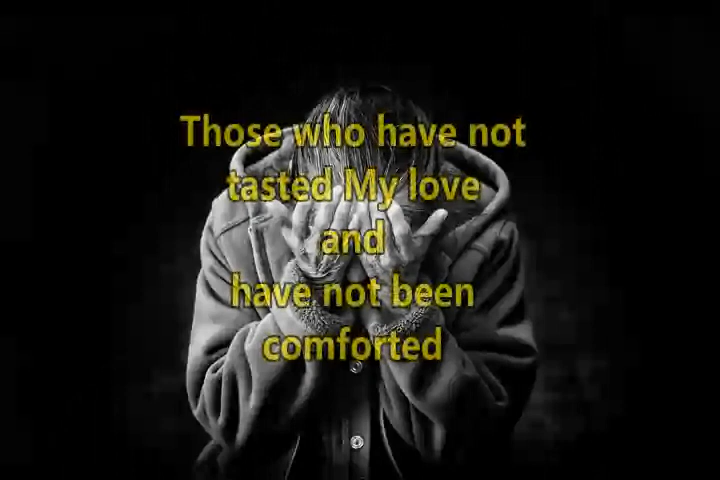 Those who have not
tasted My love
and
have not been
comforted